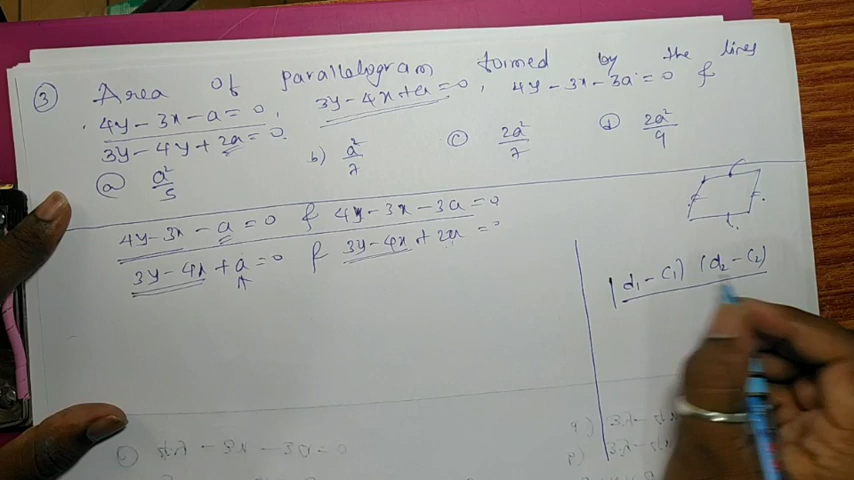 ③ Area of parallelogram formed by the lines
4y-3x-a=0, 3y-4x+a=0, 4y-3x-3a=0 &
3y-4y+2a=0.
ⓐ a²/5 b) a²/7 ⓒ 2a²/7 ⓓ 2a²/9
4y-3x-a=0 & 4y-3x-3a=0
3y-4x+a=0 & 3y-4x+2a=0
|(d₁-c₁) (d₂-c₂)